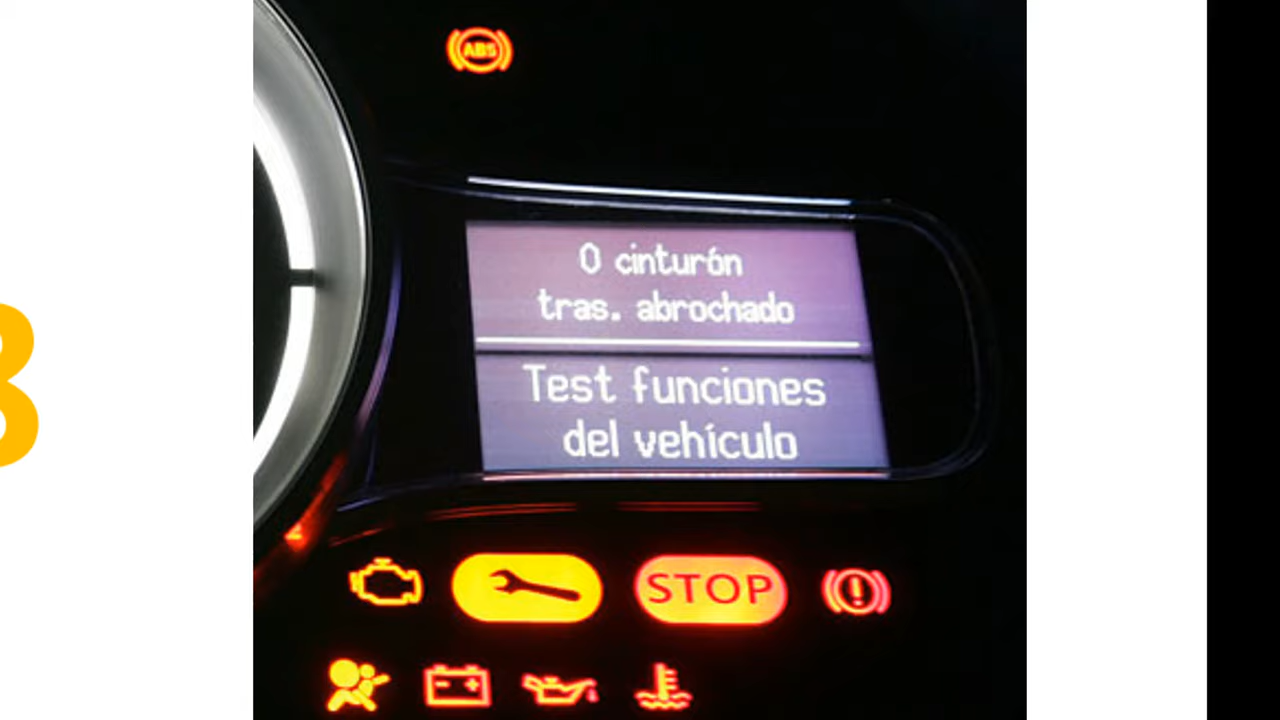 ABS
0 cinturón
tras. abrochado
Test funciones
del vehículo
STOP